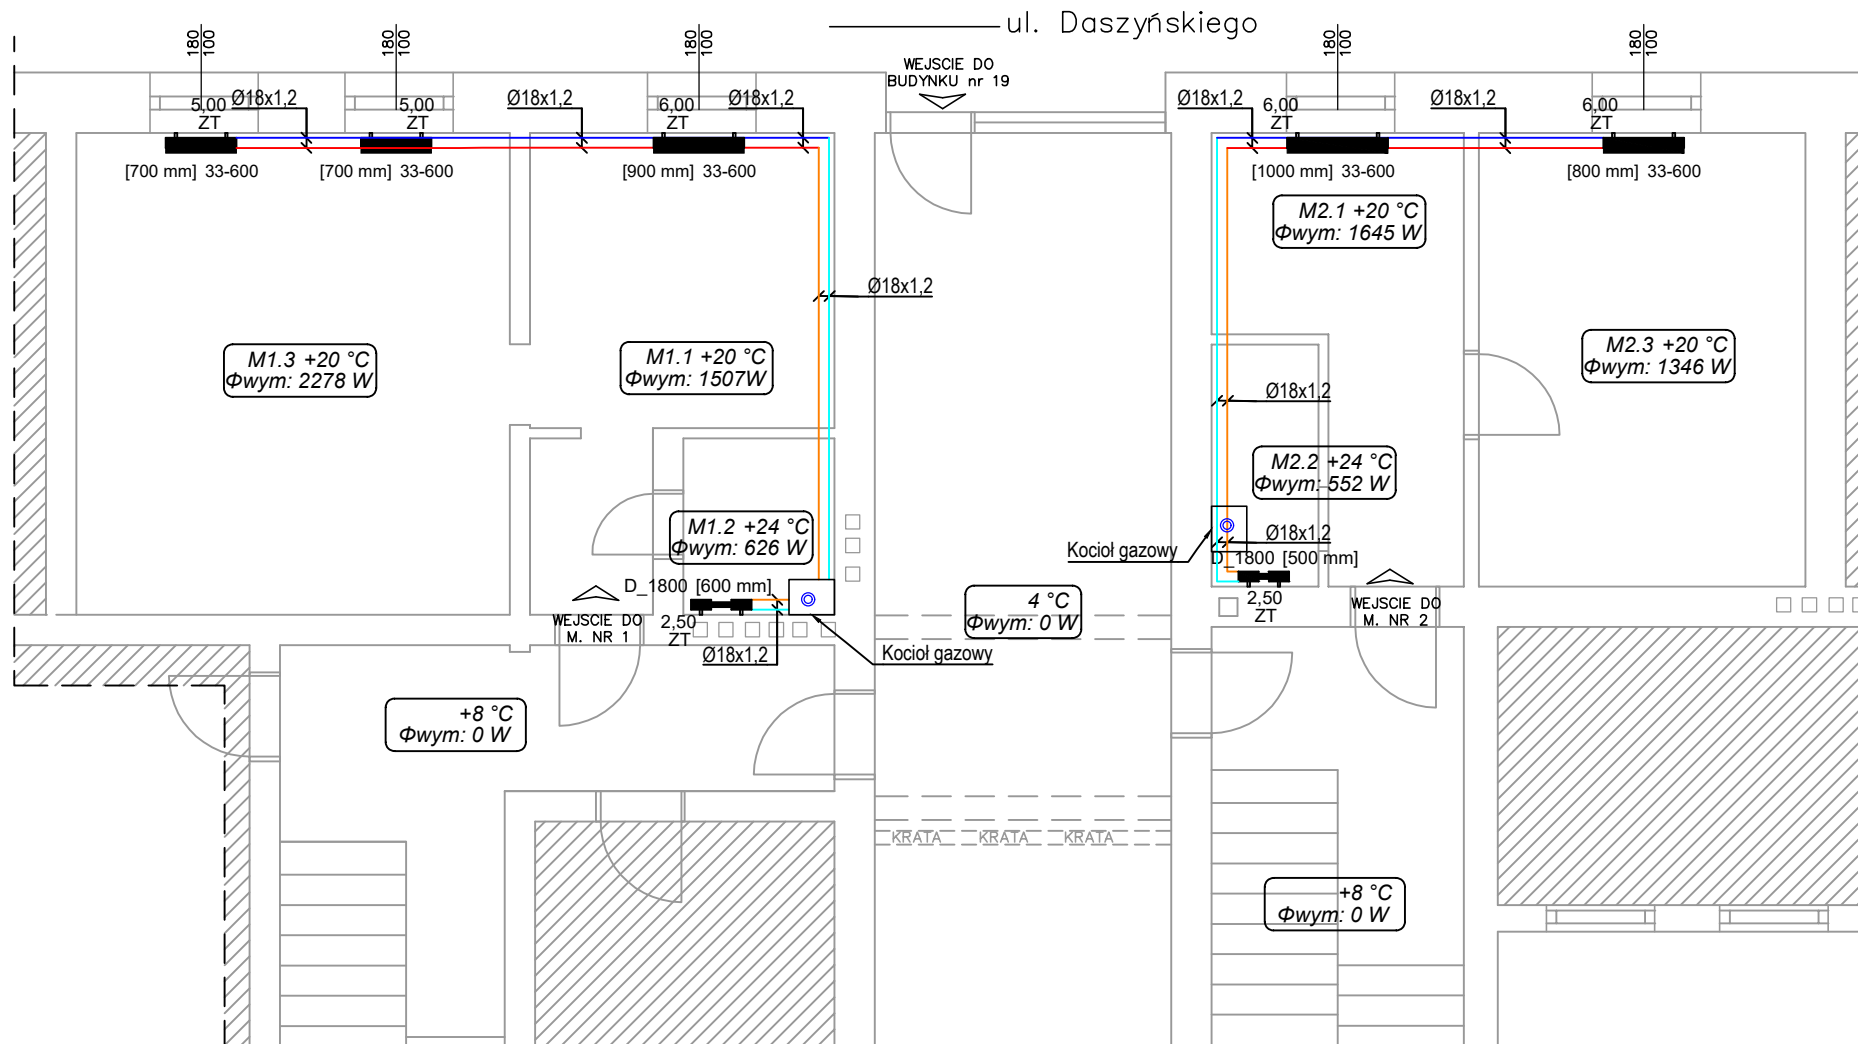 ul. Daszyńskiego
180
100
180
100
180
100
180
100
180
100
WEJSCIE DO
BUDYNKU nr 19
5,00
ZT
Ø18x1,2
5,00
ZT
Ø18x1,2
6,00
ZT
Ø18x1,2
Ø18x1,2
6,00
ZT
Ø18x1,2
6,00
ZT
[700 mm] 33-600
[700 mm] 33-600
[900 mm] 33-600
[1000 mm] 33-600
[800 mm] 33-600
M2.1 +20 °C
Φwym: 1645 W
Ø18x1,2
M1.3 +20 °C
Φwym: 2278 W
M1.1 +20 °C
Φwym: 1507W
M2.3 +20 °C
Φwym: 1346 W
Ø18x1,2
M2.2 +24 °C
Φwym: 552 W
M1.2 +24 °C
Φwym: 626 W
Kocioł gazowy
Ø18x1,2
D_1800 [500 mm]
D_1800 [600 mm]
2,50
ZT
WEJSCIE DO
M. NR 2
4 °C
Φwym: 0 W
WEJSCIE DO
M. NR 1
2,50
ZT
Ø18x1,2
Kocioł gazowy
+8 °C
Φwym: 0 W
KRATA KRATA KRATA
+8 °C
Φwym: 0 W